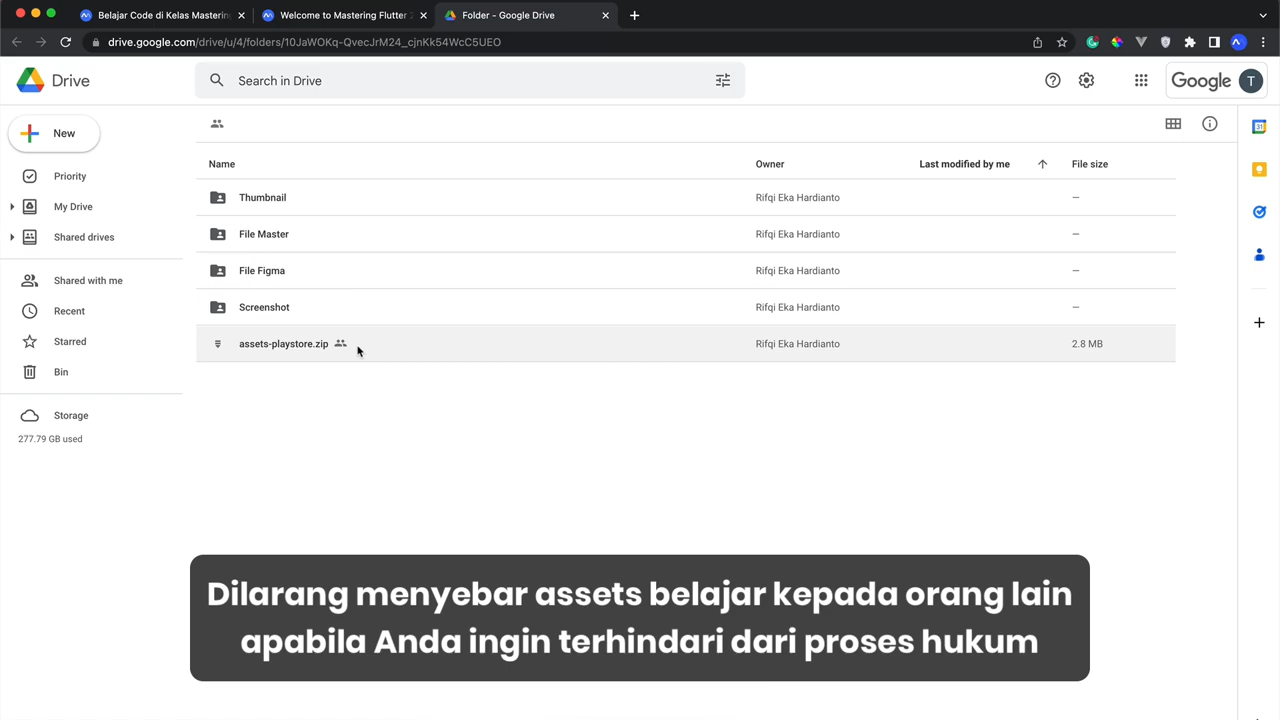 Belajar Code di Kelas Mastering
Welcome to Mastering Flutter 2
Folder - Google Drive
drive.google.com/drive/u/4/folders/10JaWOKq-QvecJrM24_cjnKk54WcC5UEO
Drive
Search in Drive
Google
T
New
Priority
My Drive
Shared drives
Shared with me
Recent
Starred
Bin
Storage
277.79 GB used
Name Owner Last modified by me File size
Thumbnail Rifqi Eka Hardianto —
File Master Rifqi Eka Hardianto —
File Figma Rifqi Eka Hardianto —
Screenshot Rifqi Eka Hardianto —
assets-playstore.zip Rifqi Eka Hardianto 2.8 MB
31
Dilarang menyebar assets belajar kepada orang lain
apabila Anda ingin terhindari dari proses hukum